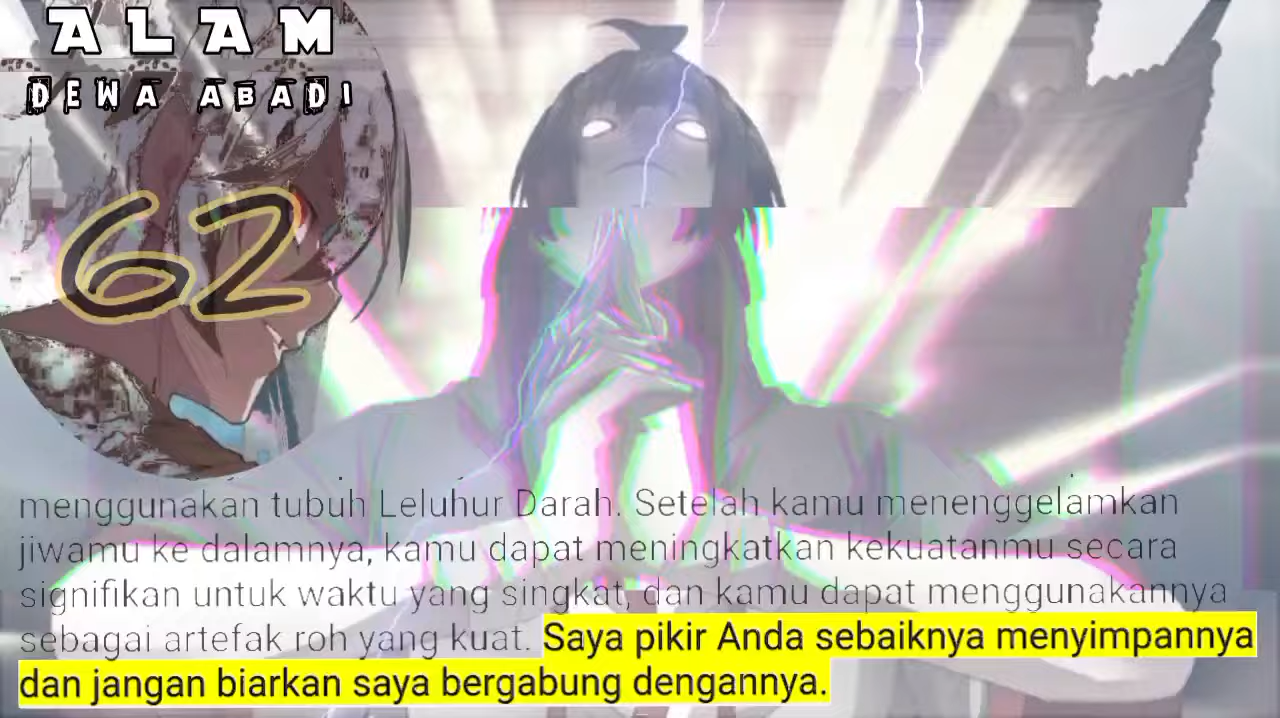 ALAM
DEWA ABADI
62
menggunakan tubuh Leluhur Darah. Setelah kamu menenggelamkan
jiwamu ke dalamnya, kamu dapat meningkatkan kekuatanmu secara
signifikan untuk waktu yang singkat, dan kamu dapat menggunakannya
sebagai artefak roh yang kuat. Saya pikir Anda sebaiknya menyimpannya
dan jangan biarkan saya bergabung dengannya.